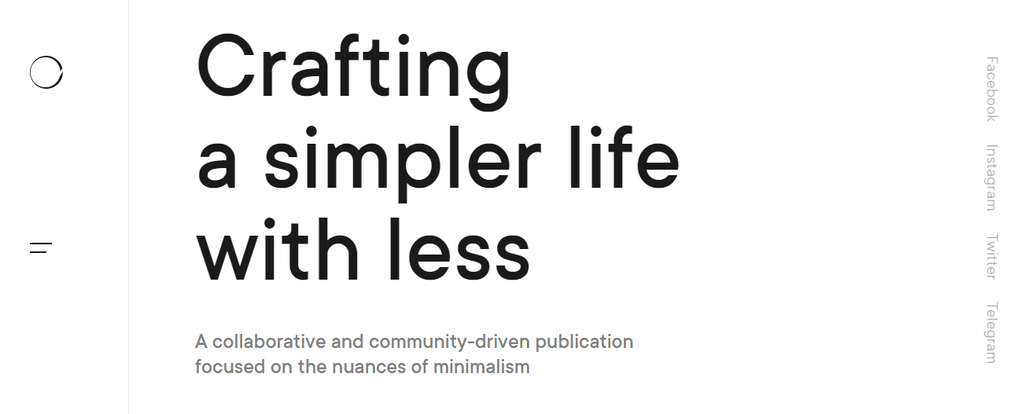 Crafting
a simpler life
with less
A collaborative and community-driven publication
focused on the nuances of minimalism
Facebook
Instagram
Twitter
Telegram